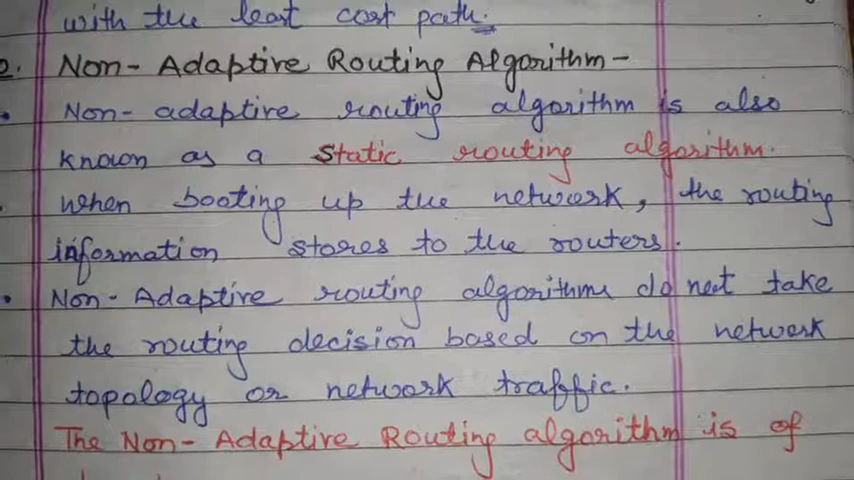 with the least cost path.
2. Non-Adaptive Routing Algorithm-
• Non-adaptive routing algorithm is also
known as a static routing algorithm.
• When booting up the network, the routing
information stores to the routers.
• Non-Adaptive routing algorithms do not take
the routing decision based on the network
topology or network traffic.
The Non-Adaptive Routing algorithm is of